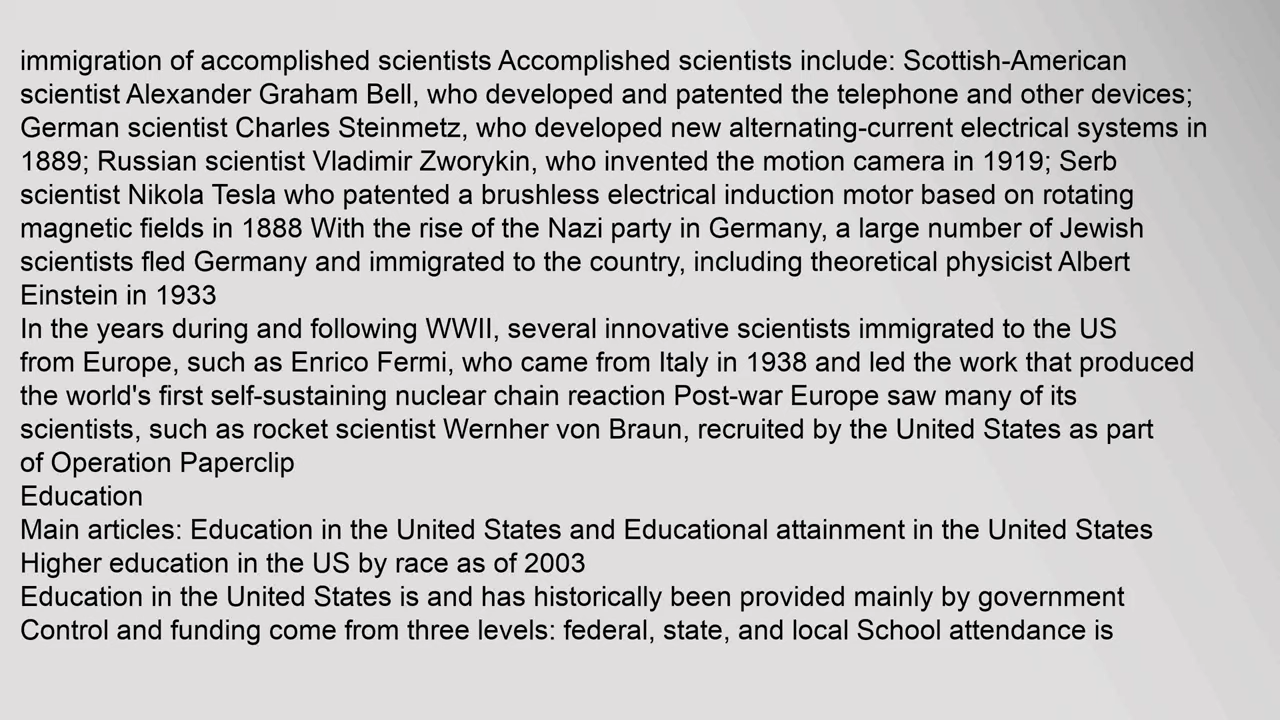 immigration of accomplished scientists Accomplished scientists include: Scottish-American
scientist Alexander Graham Bell, who developed and patented the telephone and other devices;
German scientist Charles Steinmetz, who developed new alternating-current electrical systems in
1889; Russian scientist Vladimir Zworykin, who invented the motion camera in 1919; Serb
scientist Nikola Tesla who patented a brushless electrical induction motor based on rotating
magnetic fields in 1888 With the rise of the Nazi party in Germany, a large number of Jewish
scientists fled Germany and immigrated to the country, including theoretical physicist Albert
Einstein in 1933
In the years during and following WWII, several innovative scientists immigrated to the US
from Europe, such as Enrico Fermi, who came from Italy in 1938 and led the work that produced
the world's first self-sustaining nuclear chain reaction Post-war Europe saw many of its
scientists, such as rocket scientist Wernher von Braun, recruited by the United States as part
of Operation Paperclip
Education
Main articles: Education in the United States and Educational attainment in the United States
Higher education in the US by race as of 2003
Education in the United States is and has historically been provided mainly by government
Control and funding come from three levels: federal, state, and local School attendance is